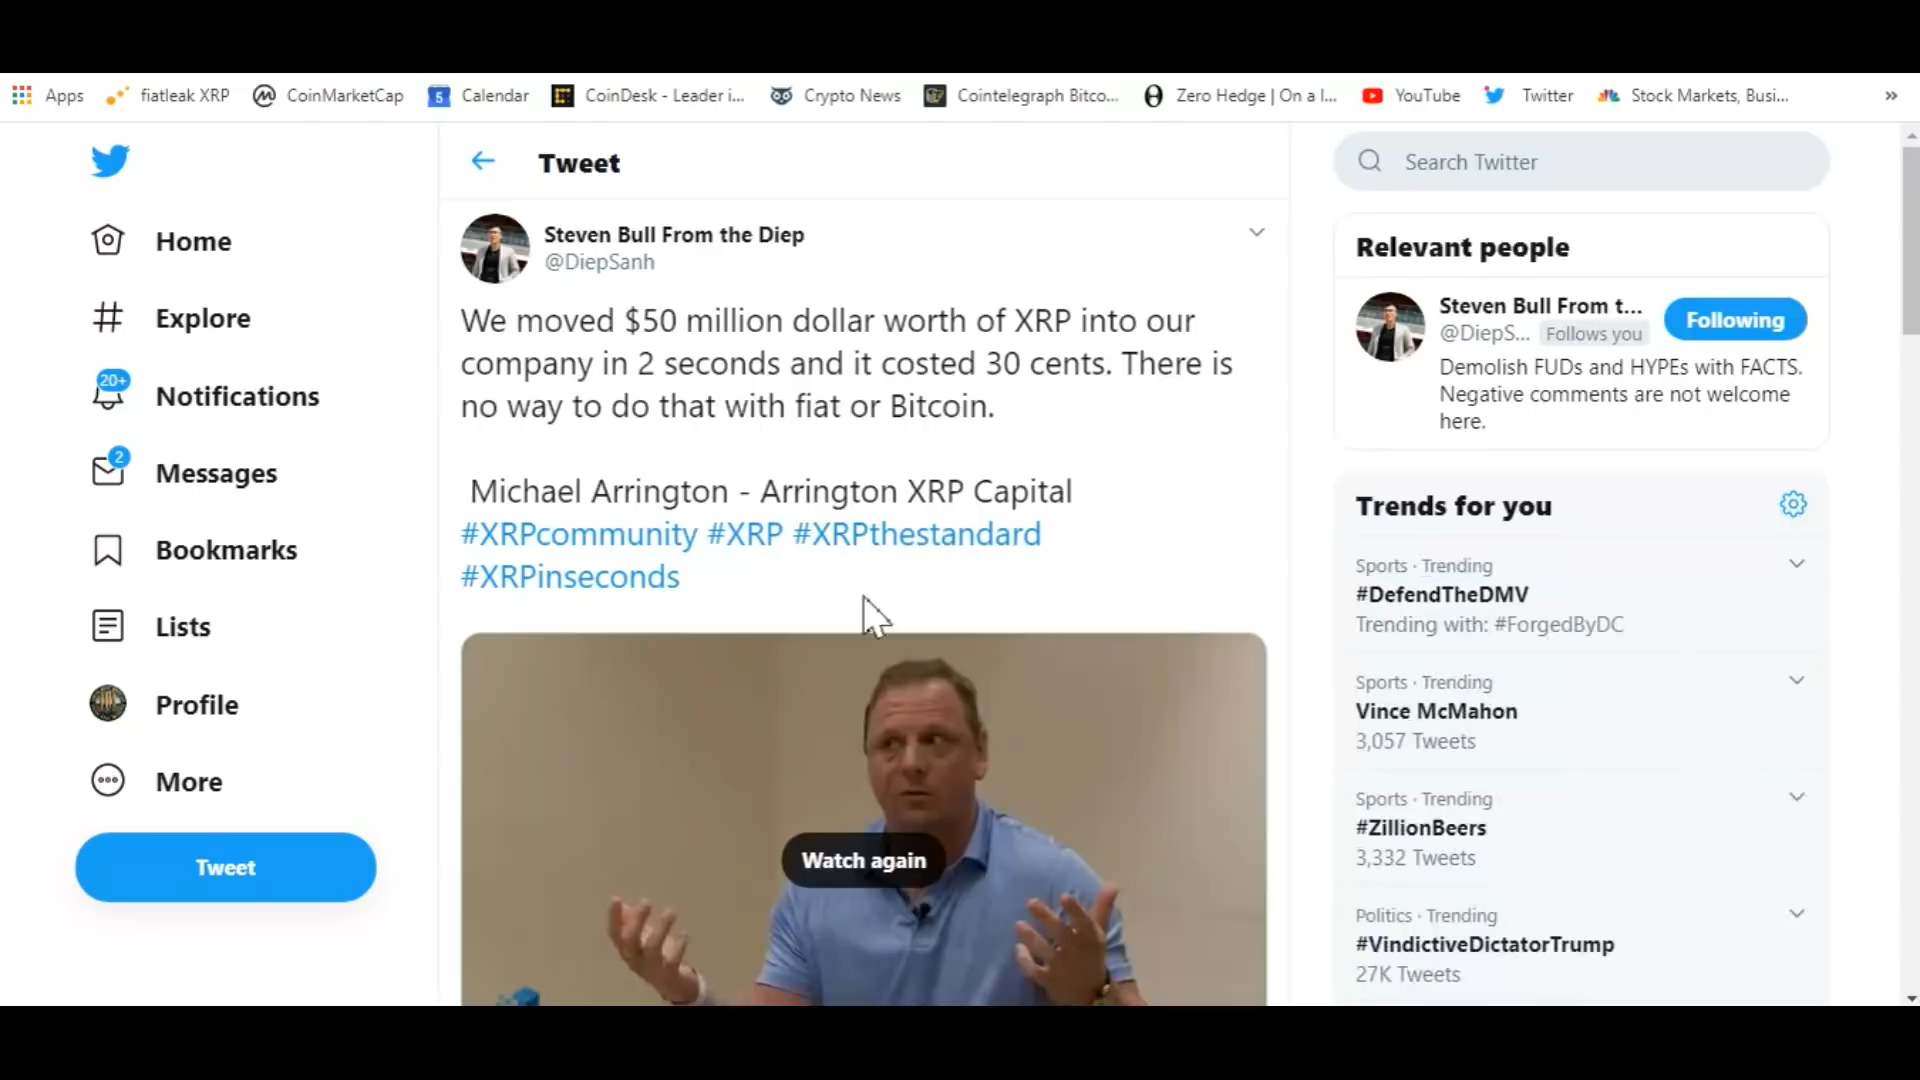 Apps
fiatleak XRP
CoinMarketCap
5
Calendar
CoinDesk - Leader i...
Crypto News
Cointelegraph Bitco...
Zero Hedge | On a l...
YouTube
Twitter
Stock Markets, Busi...
»
Home
Explore
20+
Notifications
2
Messages
Bookmarks
Lists
Profile
More
Tweet
Tweet
Steven Bull From the Diep
@DiepSanh
We moved $50 million dollar worth of XRP into our
company in 2 seconds and it costed 30 cents. There is
no way to do that with fiat or Bitcoin.
Michael Arrington - Arrington XRP Capital
#XRPcommunity #XRP #XRPthestandard
#XRPinseconds
Watch again
Search Twitter
Relevant people
Steven Bull From t...
@DiepS... Follows you
Following
Demolish FUDs and HYPEs with FACTS.
Negative comments are not welcome
here.
Trends for you
Sports · Trending
#DefendTheDMV
Trending with: #ForgedByDC
Sports · Trending
Vince McMahon
3,057 Tweets
Sports · Trending
#ZillionBeers
3,332 Tweets
Politics · Trending
#VindictiveDictatorTrump
27K Tweets